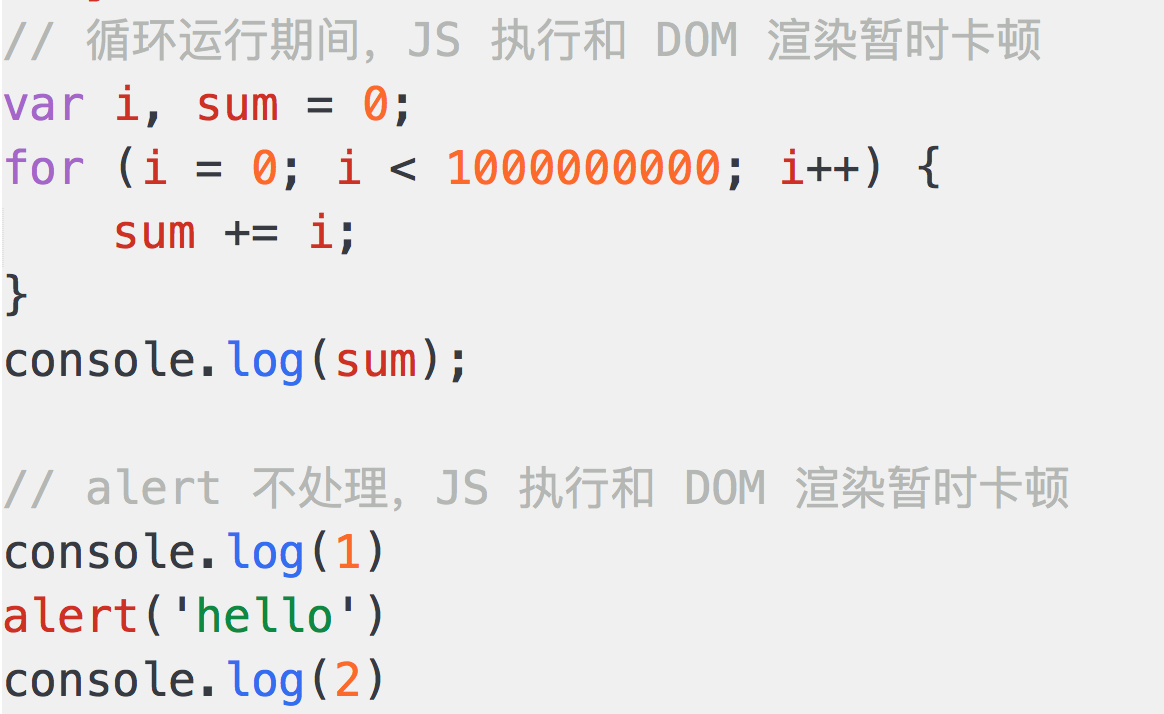 // 循环运行期间，JS 执行和 DOM 渲染暂时卡顿
var i, sum = 0;
for (i = 0; i < 1000000000; i++) {
    sum += i;
}
console.log(sum);

// alert 不处理，JS 执行和 DOM 渲染暂时卡顿
console.log(1)
alert('hello')
console.log(2)